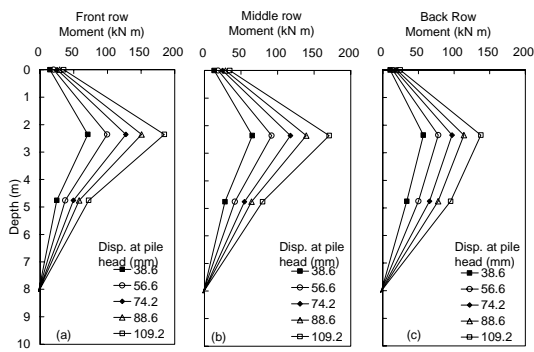 Front row
Moment (kN m)
0 50 100 150 200
0
1
2
3
4
5
6
7
8
9
10
Depth (m)
Disp. at pile
head (mm)
38.6
56.6
74.2
88.6
109.2
(a)
Middle row
Moment (kN m)
0 50 100 150 200
Disp. at pile
head (mm)
38.6
56.6
74.2
88.6
109.2
(b)
Back Row
Moment (kN m)
0 50 100 150 200
Disp. at pile
head (mm)
38.6
56.6
74.2
88.6
109.2
(c)